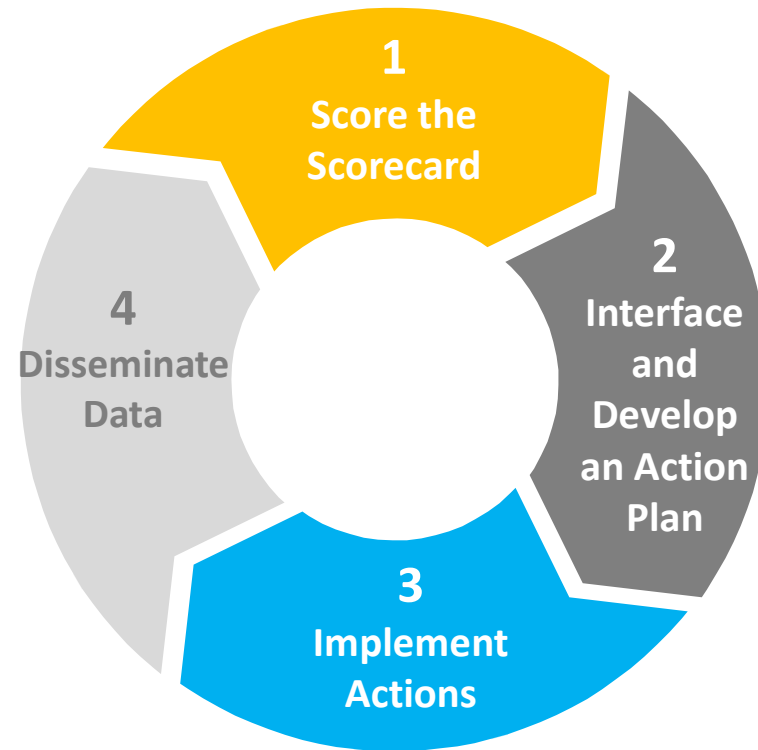 1
Score the
Scorecard
2
Interface
and
Develop
an Action
Plan
3
Implement
Actions
4
Disseminate
Data